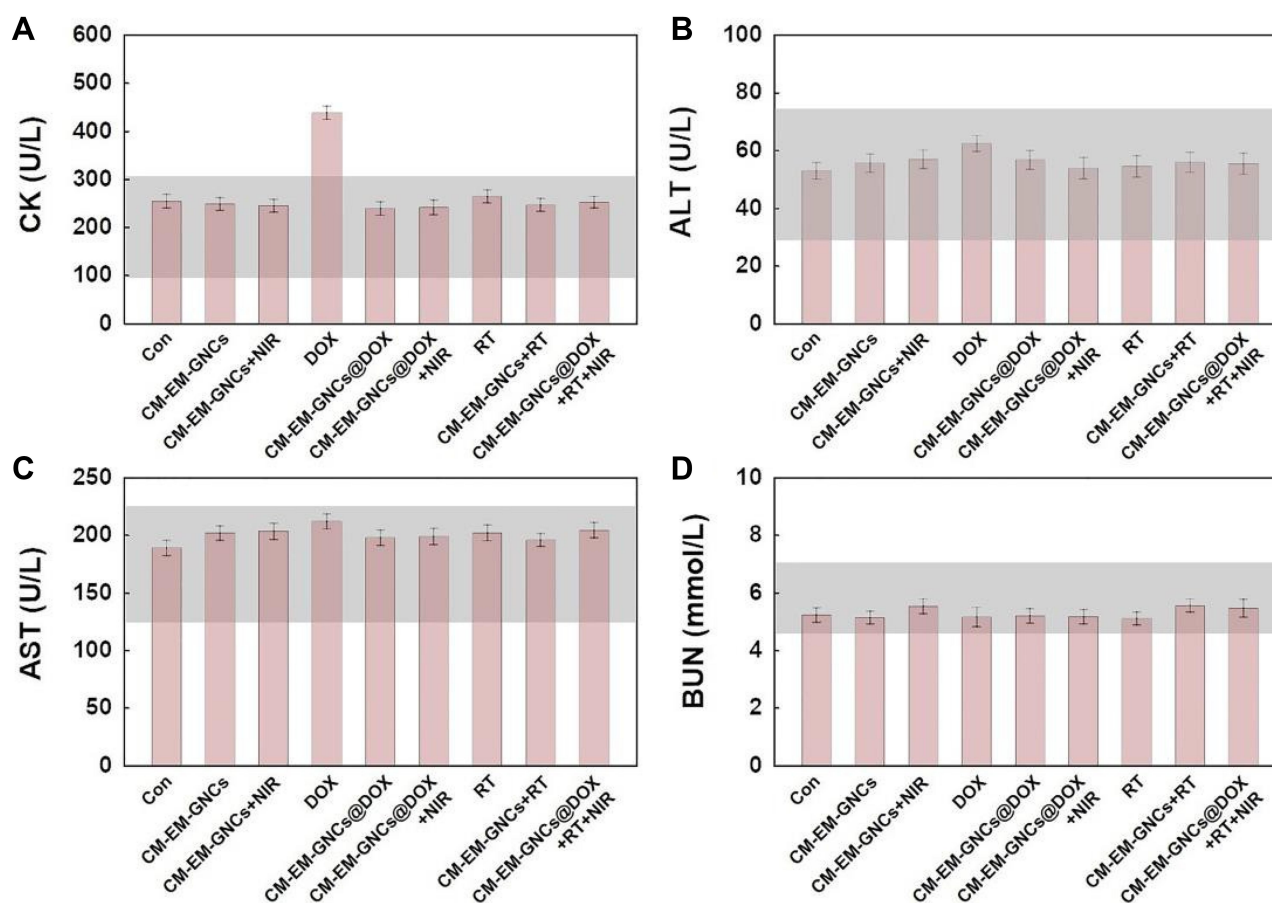 A
CK (U/L)
600
500
400
300
200
100
0
Con
CM-EM-GNCs
CM-EM-GNCs+NIR
DOX
CM-EM-GNCs@DOX
CM-EM-GNCs@DOX
+NIR
RT
CM-EM-GNCs+RT
CM-EM-GNCs@DOX
+RT+NIR
B
ALT (U/L)
100
80
60
40
20
0
Con
CM-EM-GNCs
CM-EM-GNCs+NIR
DOX
CM-EM-GNCs@DOX
CM-EM-GNCs@DOX
+NIR
RT
CM-EM-GNCs+RT
CM-EM-GNCs@DOX
+RT+NIR
C
AST (U/L)
250
200
150
100
50
0
Con
CM-EM-GNCs
CM-EM-GNCs+NIR
DOX
CM-EM-GNCs@DOX
CM-EM-GNCs@DOX
+NIR
RT
CM-EM-GNCs+RT
CM-EM-GNCs@DOX
+RT+NIR
D
BUN (mmol/L)
10
8
6
4
2
0
Con
CM-EM-GNCs
CM-EM-GNCs+NIR
DOX
CM-EM-GNCs@DOX
CM-EM-GNCs@DOX
+NIR
RT
CM-EM-GNCs+RT
CM-EM-GNCs@DOX
+RT+NIR